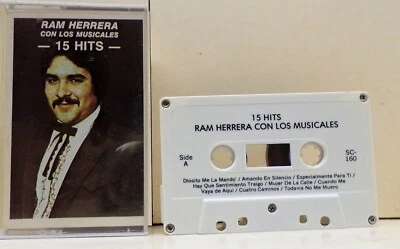 RAM HERRERA
CON LOS MUSICALES
— 15 HITS —
15 HITS
RAM HERRERA CON LOS MUSICALES
Side
A
SC-
160
Diosito Me La Mando' / Amando En Silencio / Especialmente Para Ti /
Hay Que Sentimiento Traigo / Mujer De La Calle / Cuando Me
Vaya de Aqui / Cuatro Caminos / Todavia No Me Muero